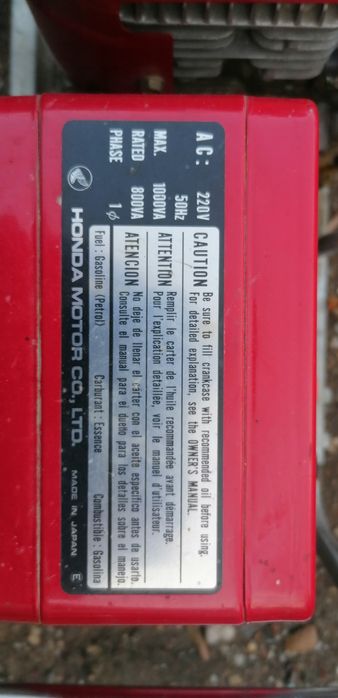 AC: 220V
50Hz
MAX. 1000VA
RATED 800VA
PHASE 1ϕ
CAUTION Be sure to fill crankcase with recommended oil before using.
For detailed explanation, see the OWNER'S MANUAL
ATTENTION Remplir le carter de l'huile recommandée avant démarrage.
Pour l'explication détaillée, voir le manuel d'utilisateur.
ATENCION No deje de llenar el carter con el aceite específico antes de usarlo.
Consulte el manual para el dueño para los detalles sobre el manejo.
Fuel : Gasoline (Petrol) Carburant : Essence Combustible : Gasolina
HONDA MOTOR CO., LTD. MADE IN JAPAN E